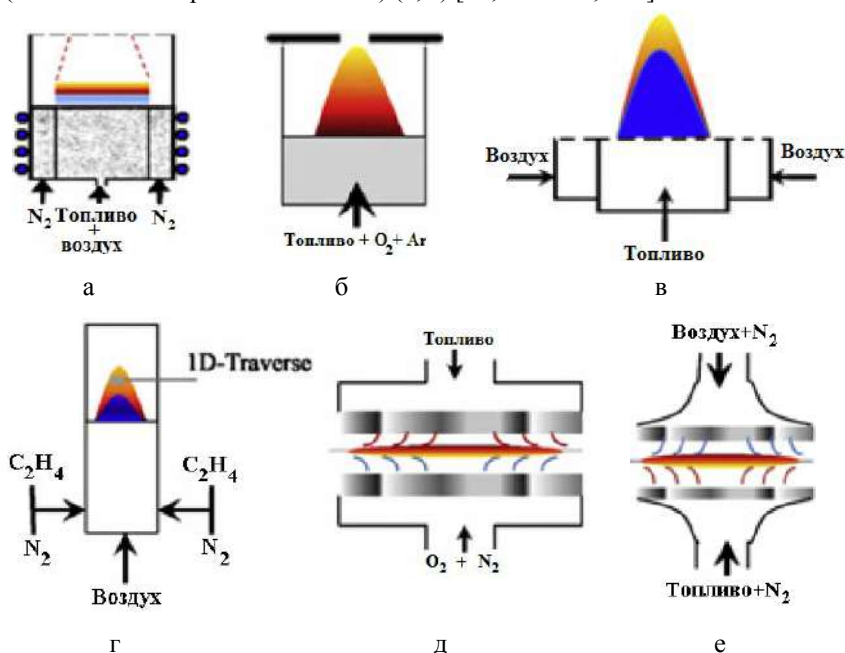 N₂ Топливо N₂
+
воздух
а
Топливо + O₂ + Ar
б
Воздух
Воздух
Топливо
в
1D-Traverse
C₂H₄
C₂H₄
N₂
N₂
Воздух
г
Топливо
O₂ + N₂
д
Воздух+N₂
Топливо+N₂
е